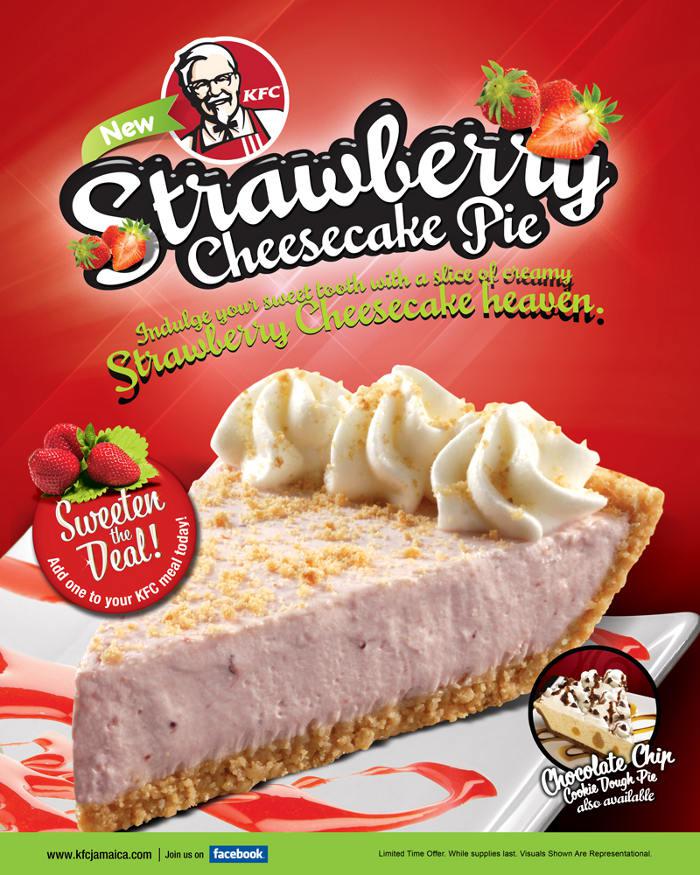 New
KFC
Strawberry
Cheesecake Pie
Indulge your sweet tooth with a slice of creamy
Strawberry Cheesecake heaven.
Sweeten
the
Deal!
Add one to your KFC meal today!
Chocolate Chip
Cookie Dough Pie
also available
www.kfcjamaica.com | Join us on facebook.
Limited Time Offer. While supplies last. Visuals Shown Are Representational.